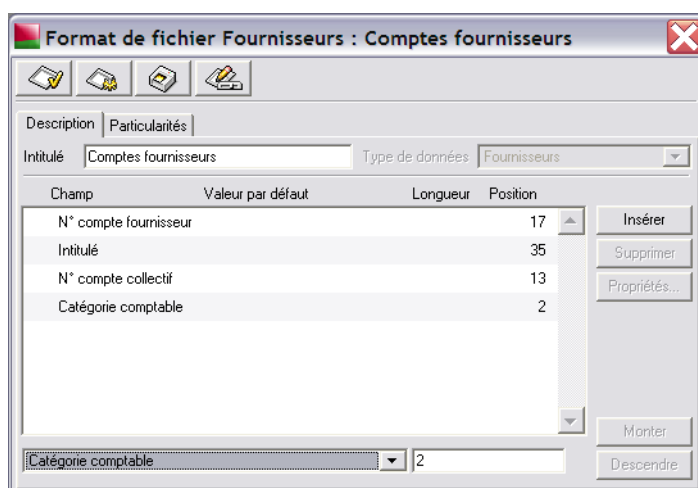 Format de fichier Fournisseurs : Comptes fournisseurs
Description Particularités
Intitulé Comptes fournisseurs Type de données Fournisseurs
Champ Valeur par défaut Longueur Position
N° compte fournisseur 17
Intitulé 35
N° compte collectif 13
Catégorie comptable 2
Insérer
Supprimer
Propriétés...
Monter
Descendre
Catégorie comptable 2